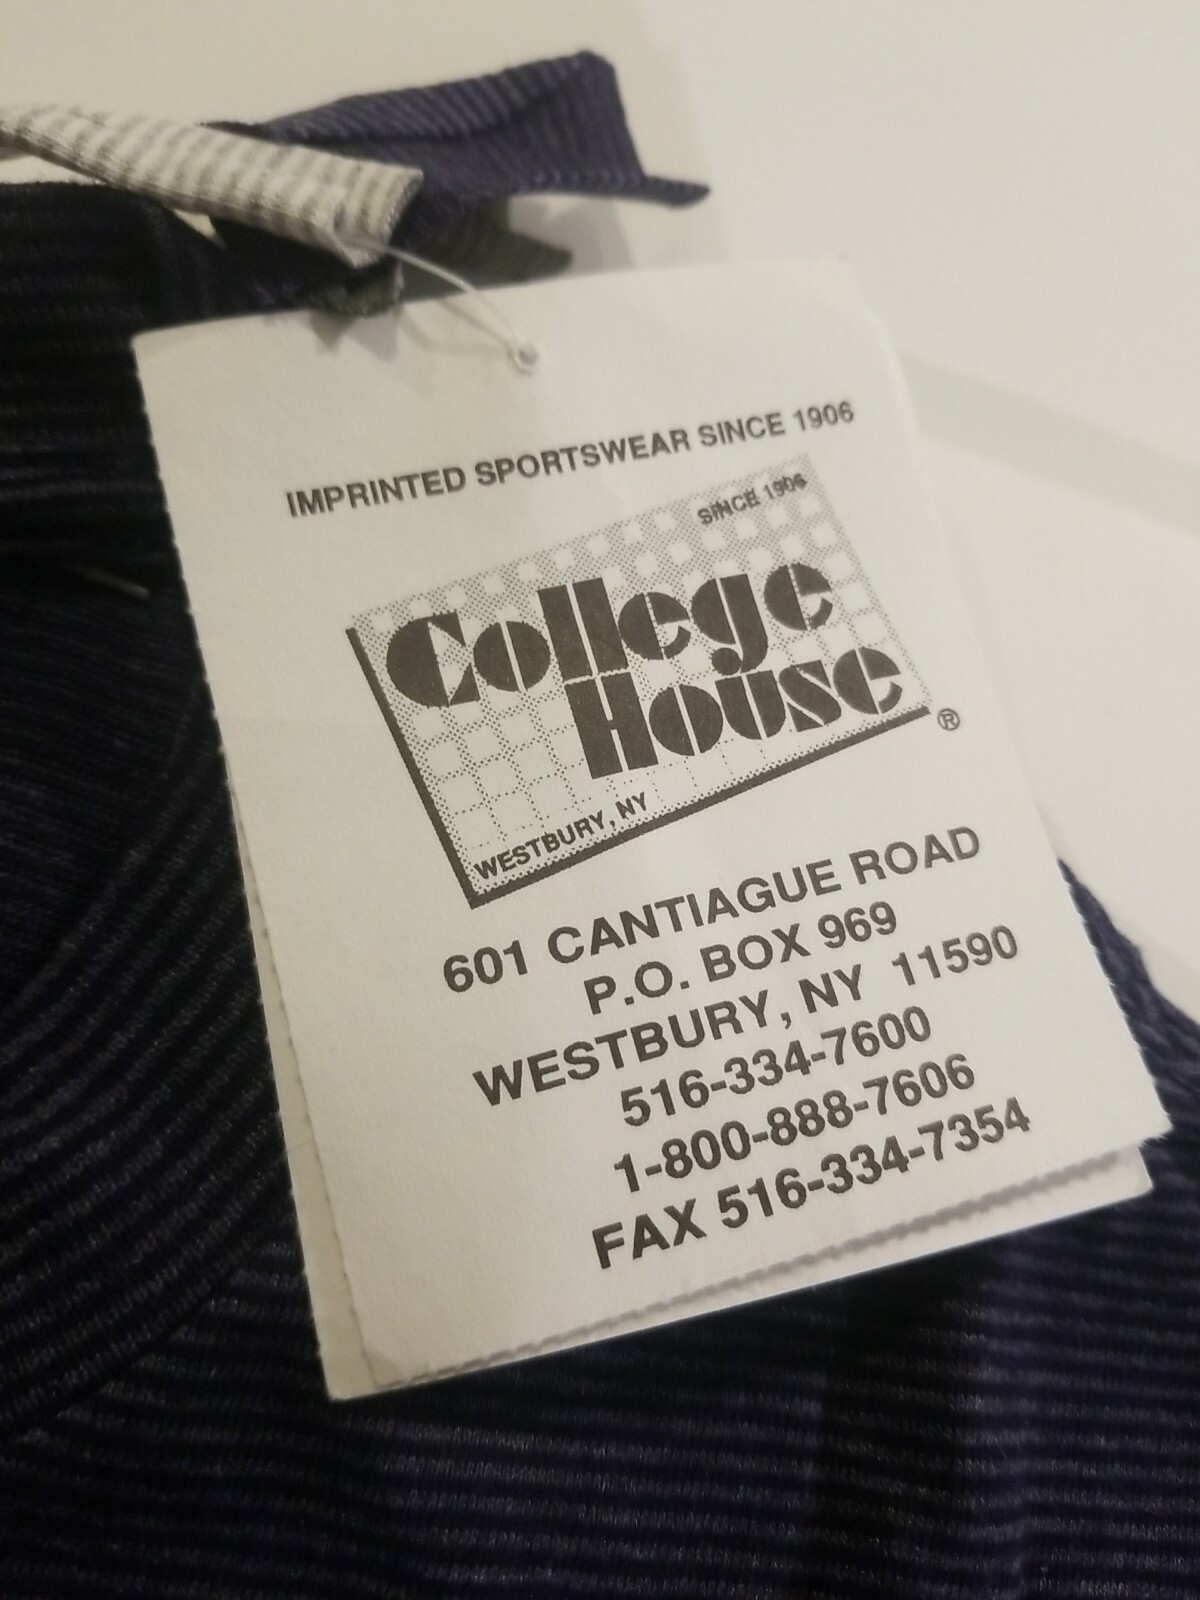 IMPRINTED SPORTSWEAR SINCE 1906
SINCE 1906
College
House
®
WESTBURY, NY
601 CANTIAGUE ROAD
P.O. BOX 969
WESTBURY, NY 11590
516-334-7600
1-800-888-7606
FAX 516-334-7354